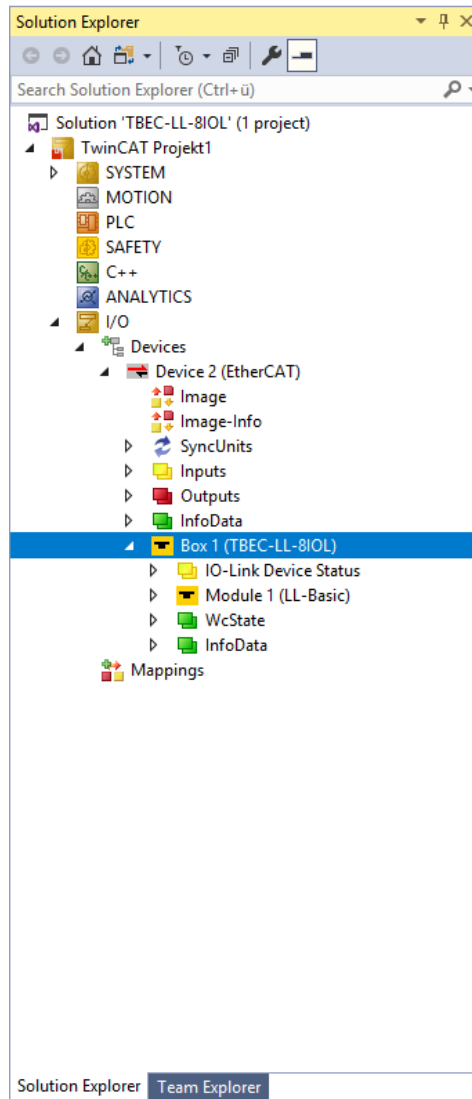 Solution Explorer
Search Solution Explorer (Ctrl+ü)
Solution 'TBEC-LL-8IOL' (1 project)
TwinCAT Projekt1
SYSTEM
MOTION
PLC
SAFETY
C++
ANALYTICS
I/O
Devices
Device 2 (EtherCAT)
Image
Image-Info
SyncUnits
Inputs
Outputs
InfoData
Box 1 (TBEC-LL-8IOL)
IO-Link Device Status
Module 1 (LL-Basic)
WcState
InfoData
Mappings
Solution Explorer Team Explorer